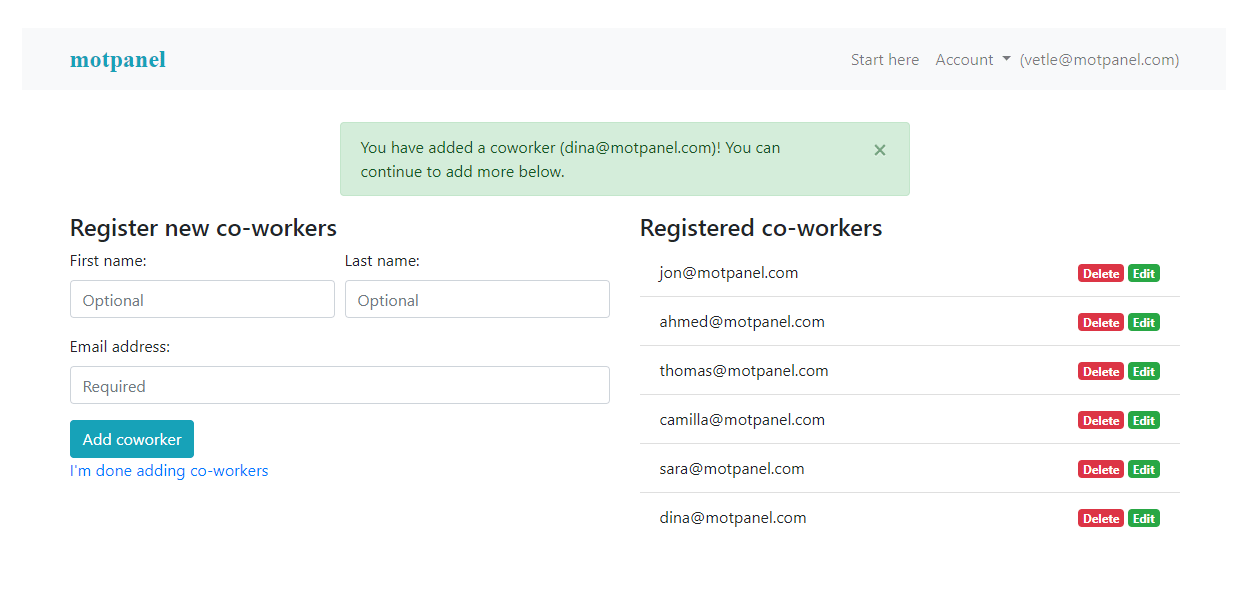 motpanel
Start here Account (vetle@motpanel.com)
You have added a coworker (dina@motpanel.com)! You can
continue to add more below.
×
Register new co-workers
First name: Last name:
Optional Optional
Email address:
Required
Add coworker
I'm done adding co-workers
Registered co-workers
jon@motpanel.com Delete Edit
ahmed@motpanel.com Delete Edit
thomas@motpanel.com Delete Edit
camilla@motpanel.com Delete Edit
sara@motpanel.com Delete Edit
dina@motpanel.com Delete Edit